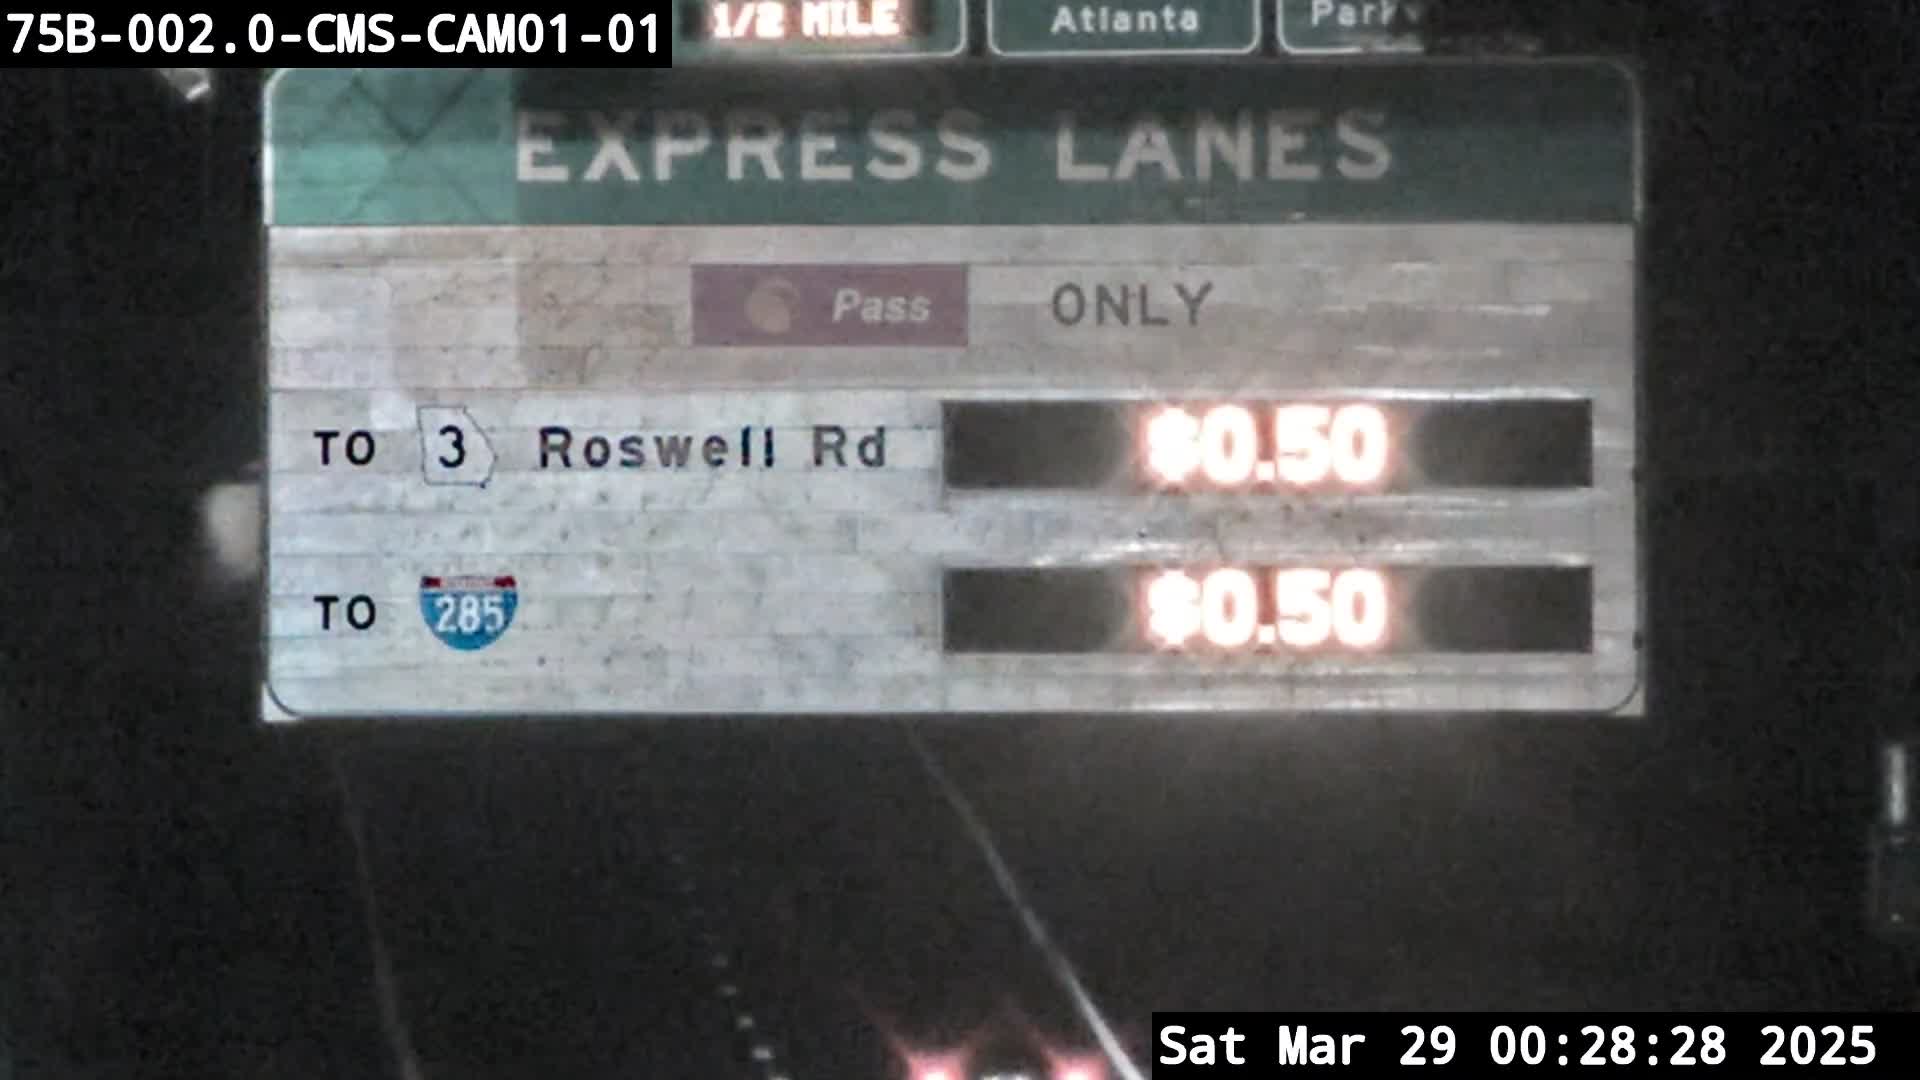 75B-002.0-CMS-CAM01-01
1/2 MILE
Atlanta
EXPRESS LANES
Pass ONLY
TO 3 Roswell Rd $0.50
TO 285 $0.50
Sat Mar 29 00:28:28 2025